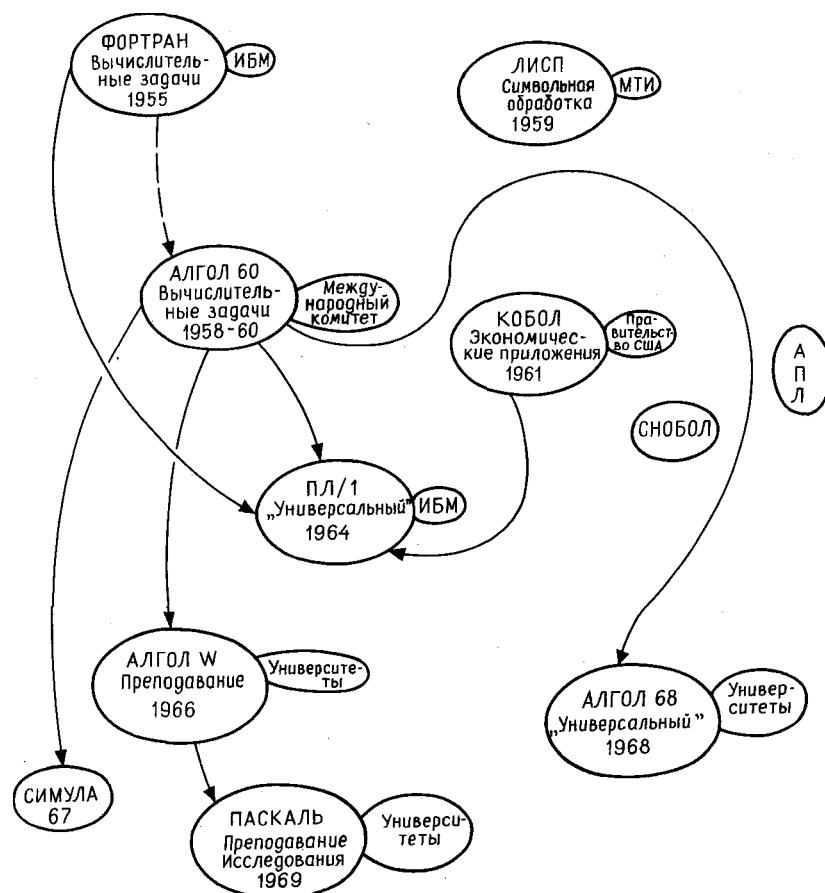 ФОРТРАН
Вычислитель-
ные задачи
1955
ИБМ
ЛИСП
Символьная
обработка
1959
МТИ
АЛГОЛ 60
Вычислитель-
ные задачи
1958-60
Между-
народный
комитет
КОБОЛ
Экономичес-
кие приложения
1961
Пра-
вительст-
во США
А
П
Л
СНОБОЛ
ПЛ/1
„Универсальный"
1964
ИБМ
АЛГОЛ W
Преподавание
1966
Университе-
ты
АЛГОЛ 68
„Универсальный"
1968
Универ-
ситеты
СИМУЛА
67
ПАСКАЛЬ
Преподавание
Исследования
1969
Универси-
теты